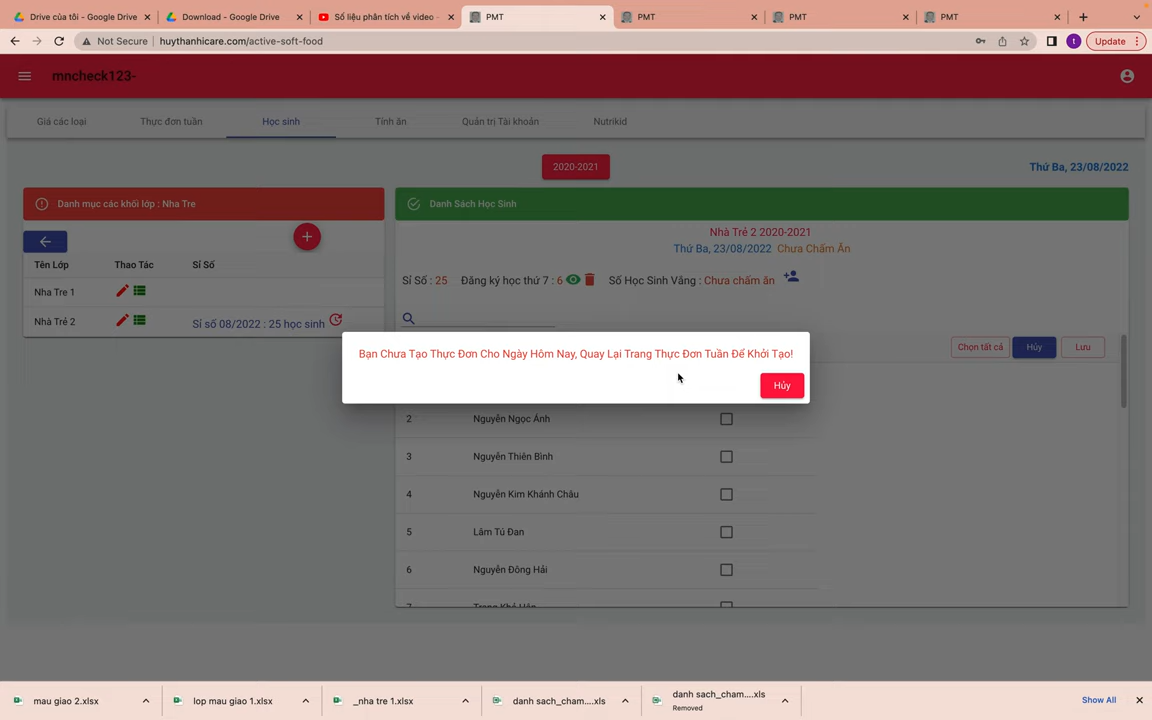 Drive của tôi - Google Drive
Download - Google Drive
Số liệu phân tích về video -
PMT
PMT
PMT
PMT
Not Secure
huythanhicare.com/active-soft-food
t
Update
mncheck123-
Giá các loại
Thực đơn tuần
Học sinh
Tính ăn
Quản trị Tài khoản
Nutrikid
2020-2021
Thứ Ba, 23/08/2022
Danh mục các khối lớp : Nha Tre
Tên Lớp
Thao Tác
Sỉ Số
Nha Tre 1
Nhà Trẻ 2
Sỉ số 08/2022 : 25 học sinh
Danh Sách Học Sinh
Nhà Trẻ 2 2020-2021
Thứ Ba, 23/08/2022 Chưa Chấm Ăn
Sỉ Số : 25
Đăng ký học thứ 7 : 6
Số Học Sinh Vắng : Chưa chấm ăn
Chọn tất cả
Hủy
Lưu
Bạn Chưa Tạo Thực Đơn Cho Ngày Hôm Nay, Quay Lại Trang Thực Đơn Tuần Để Khởi Tạo!
Hủy
2 Nguyễn Ngọc Ánh
3 Nguyễn Thiên Bình
4 Nguyễn Kim Khánh Châu
5 Lâm Tú Đan
6 Nguyễn Đông Hải
mau giao 2.xlsx
lop mau giao 1.xlsx
_nha tre 1.xlsx
danh sach_cham....xls
danh sach_cham....xls
Removed
Show All